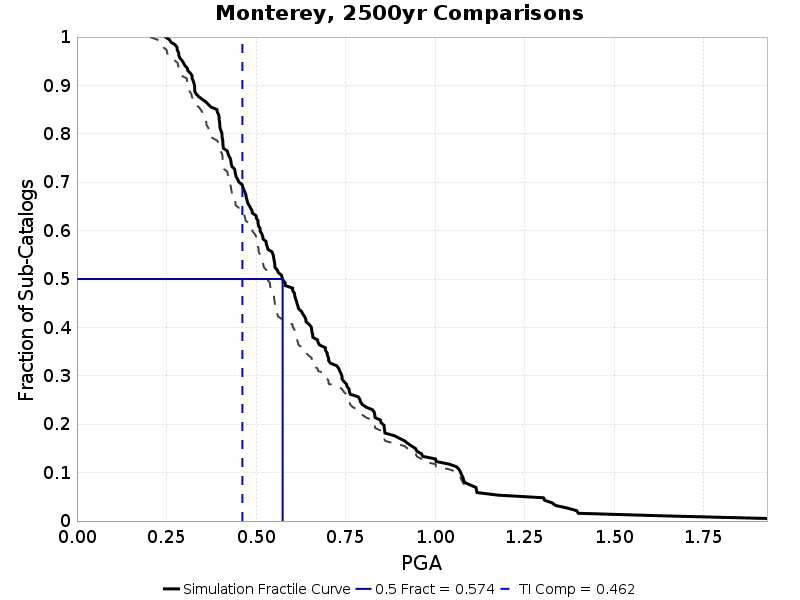 Monterey, 2500yr Comparisons
1
0.9
0.8
0.7
0.6
0.5
0.4
0.3
0.2
0.1
0
Fraction of Sub-Catalogs
0.00 0.25 0.50 0.75 1.00 1.25 1.50 1.75
PGA
Simulation Fractile Curve 0.5 Fract = 0.574 TI Comp = 0.462